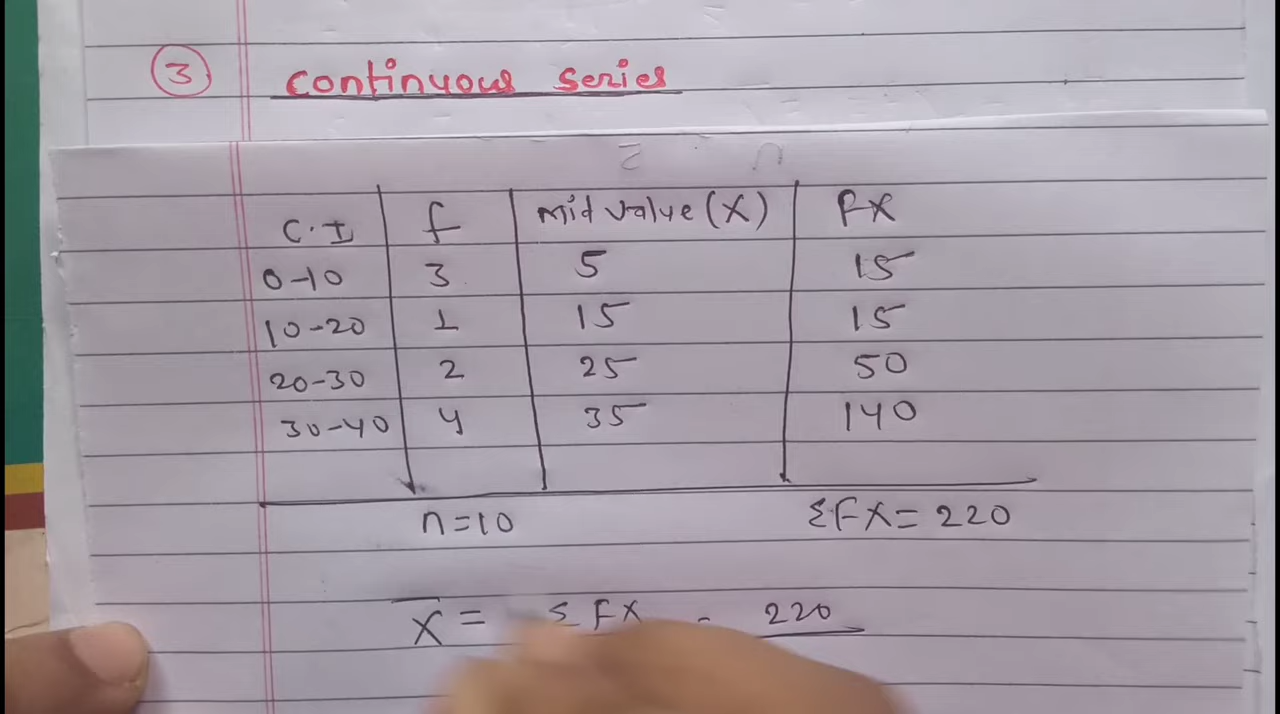 3 Continuous series
C.I f Mid value (X) FX
0-10 3 5 15
10-20 1 15 15
20-30 2 25 50
30-40 4 35 140
n=10 ΣFX=220
X̄ = ΣFX = 220